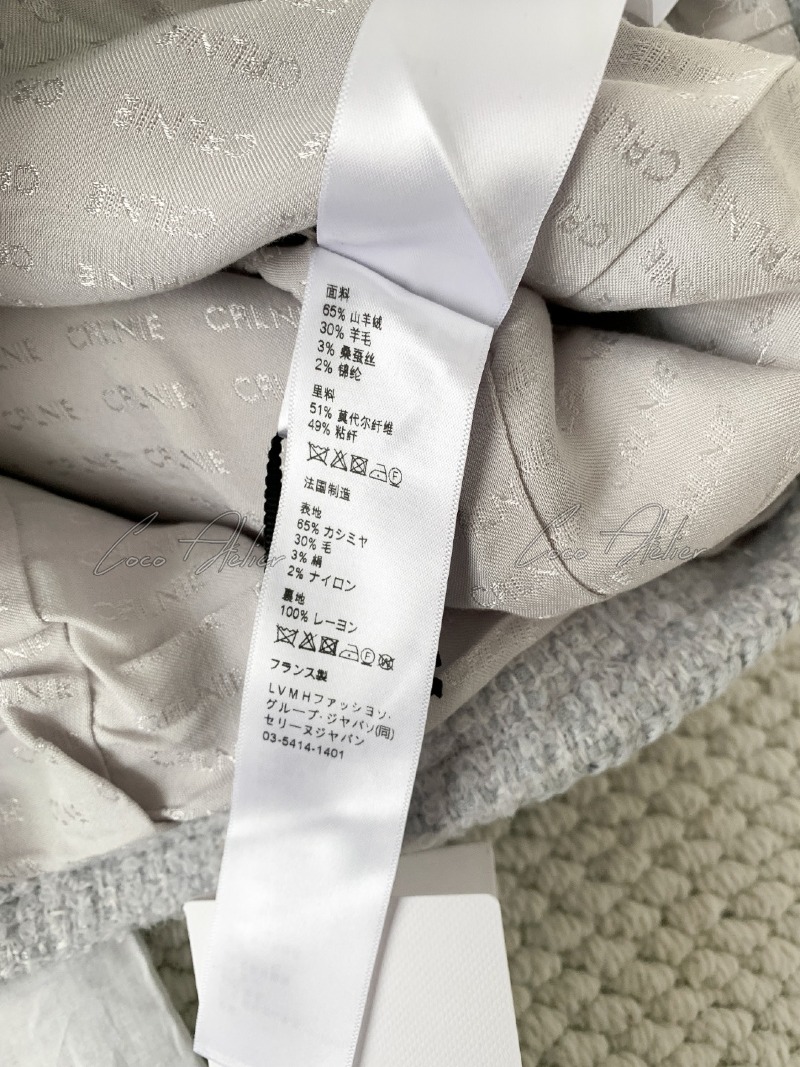 面料
65% 山羊绒
30% 羊毛
3% 桑蚕丝
2% 锦纶
里料
51% 莫代尔纤维
49% 粘纤
法国制造
表地
65% カシミヤ
30% 毛
3% 絹
2% ナイロン
裏地
100% レーヨン
フランス製
LVMHファッション・
グループ・ジャパン(同)
セリーヌジャパン
03-5414-1401
Coco Atelier
Coco Atelier